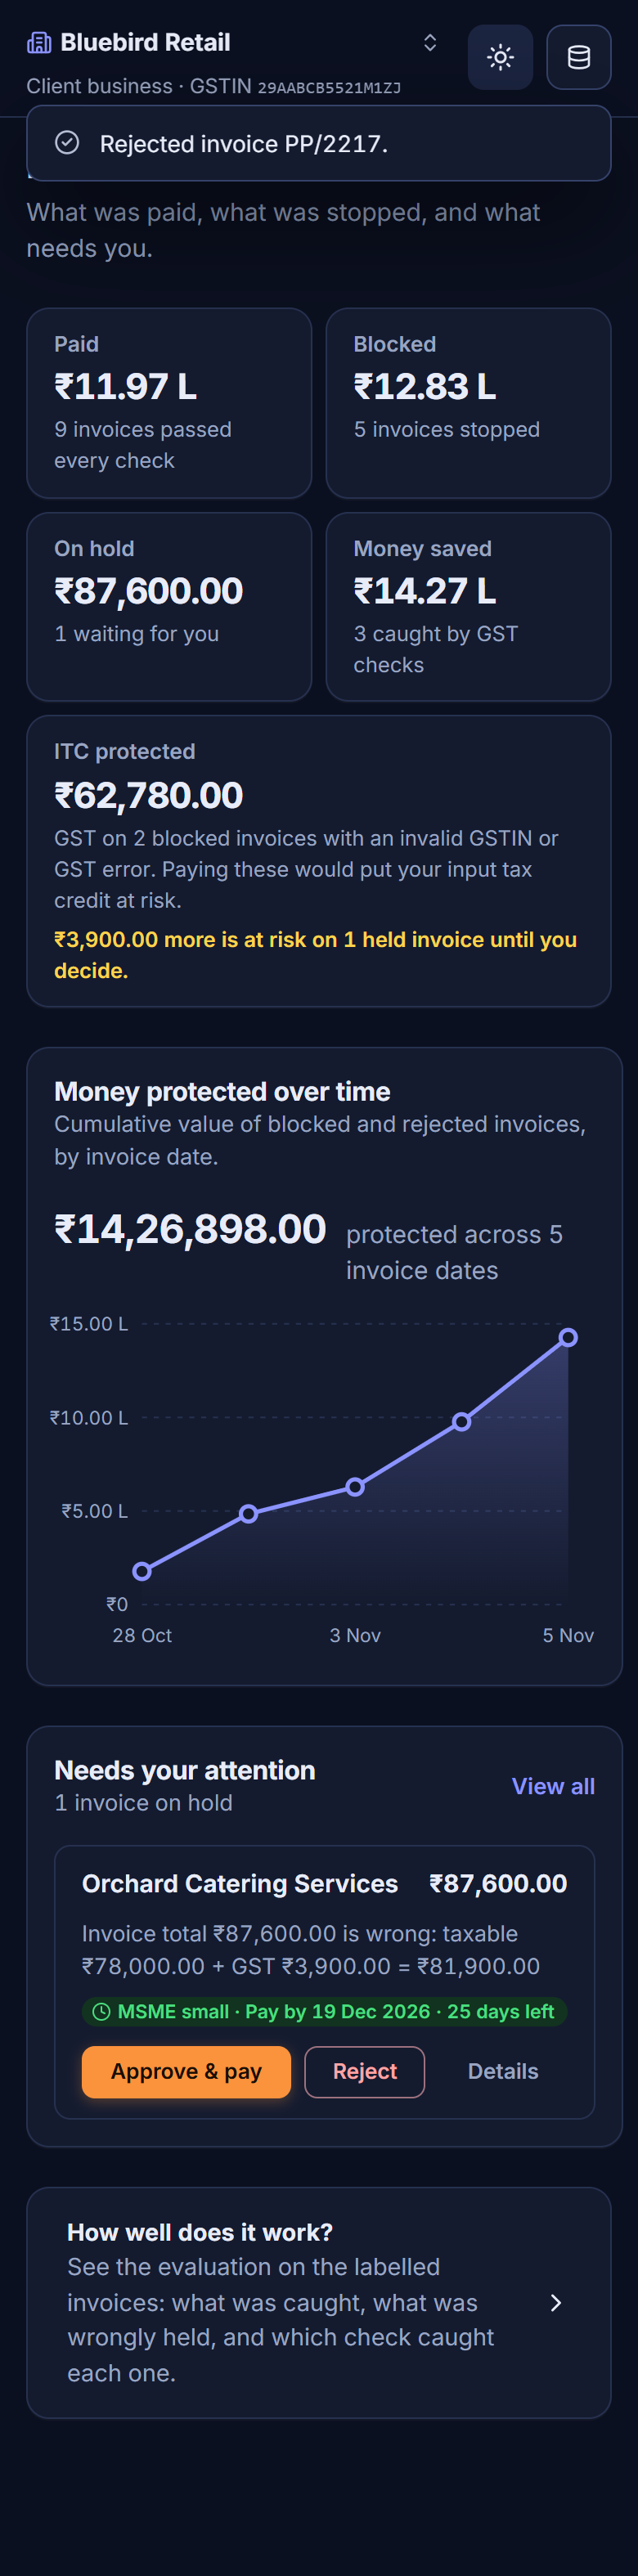 Bluebird Retail
Client business · GSTIN 29AABCB5521M1ZJ
Rejected invoice PP/2217.
What was paid, what was stopped, and what
needs you.
Paid
₹11.97 L
9 invoices passed
every check
Blocked
₹12.83 L
5 invoices stopped
On hold
₹87,600.00
1 waiting for you
Money saved
₹14.27 L
3 caught by GST
checks
ITC protected
₹62,780.00
GST on 2 blocked invoices with an invalid GSTIN or
GST error. Paying these would put your input tax
credit at risk.
₹3,900.00 more is at risk on 1 held invoice until you
decide.
Money protected over time
Cumulative value of blocked and rejected invoices,
by invoice date.
₹14,26,898.00 protected across 5
invoice dates
₹15.00 L
₹10.00 L
₹5.00 L
₹0
28 Oct 3 Nov 5 Nov
Needs your attention
1 invoice on hold
View all
Orchard Catering Services ₹87,600.00
Invoice total ₹87,600.00 is wrong: taxable
₹78,000.00 + GST ₹3,900.00 = ₹81,900.00
MSME small · Pay by 19 Dec 2026 · 25 days left
Approve & pay Reject Details
How well does it work?
See the evaluation on the labelled
invoices: what was caught, what was
wrongly held, and which check caught
each one.